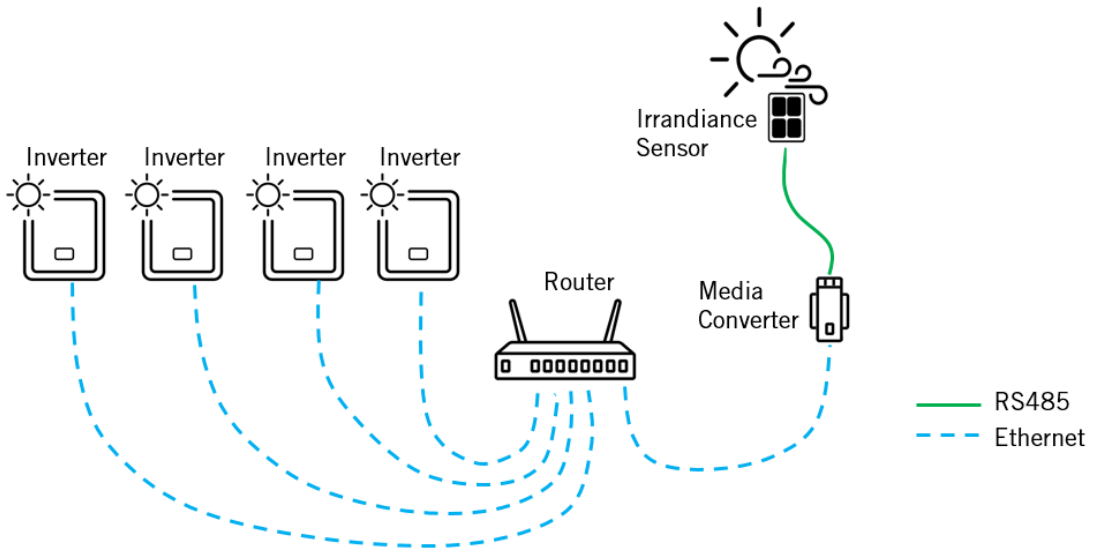 Irrandiance
Sensor
Inverter
Inverter
Inverter
Inverter
Router
Media
Converter
RS485
Ethernet